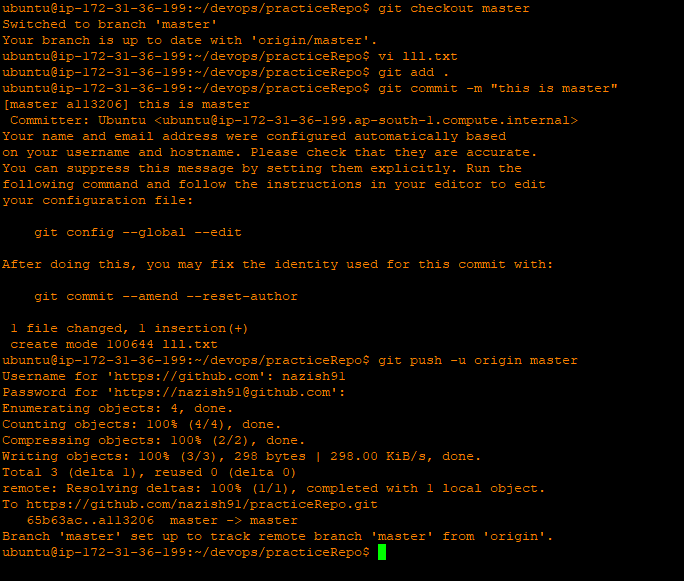 ubuntu@ip-172-31-36-199:~/devops/practiceRepo$ git checkout master
Switched to branch 'master'
Your branch is up to date with 'origin/master'.
ubuntu@ip-172-31-36-199:~/devops/practiceRepo$ vi lll.txt
ubuntu@ip-172-31-36-199:~/devops/practiceRepo$ git add .
ubuntu@ip-172-31-36-199:~/devops/practiceRepo$ git commit -m "this is master"
[master a113206] this is master
 Committer: Ubuntu <ubuntu@ip-172-31-36-199.ap-south-1.compute.internal>
Your name and email address were configured automatically based
on your username and hostname. Please check that they are accurate.
You can suppress this message by setting them explicitly. Run the
following command and follow the instructions in your editor to edit
your configuration file:

    git config --global --edit

After doing this, you may fix the identity used for this commit with:

    git commit --amend --reset-author

 1 file changed, 1 insertion(+)
 create mode 100644 lll.txt
ubuntu@ip-172-31-36-199:~/devops/practiceRepo$ git push -u origin master
Username for 'https://github.com': nazish91
Password for 'https://nazish91@github.com':
Enumerating objects: 4, done.
Counting objects: 100% (4/4), done.
Compressing objects: 100% (2/2), done.
Writing objects: 100% (3/3), 298 bytes | 298.00 KiB/s, done.
Total 3 (delta 1), reused 0 (delta 0)
remote: Resolving deltas: 100% (1/1), completed with 1 local object.
To https://github.com/nazish91/practiceRepo.git
   65b63ac..a113206  master -> master
Branch 'master' set up to track remote branch 'master' from 'origin'.
ubuntu@ip-172-31-36-199:~/devops/practiceRepo$